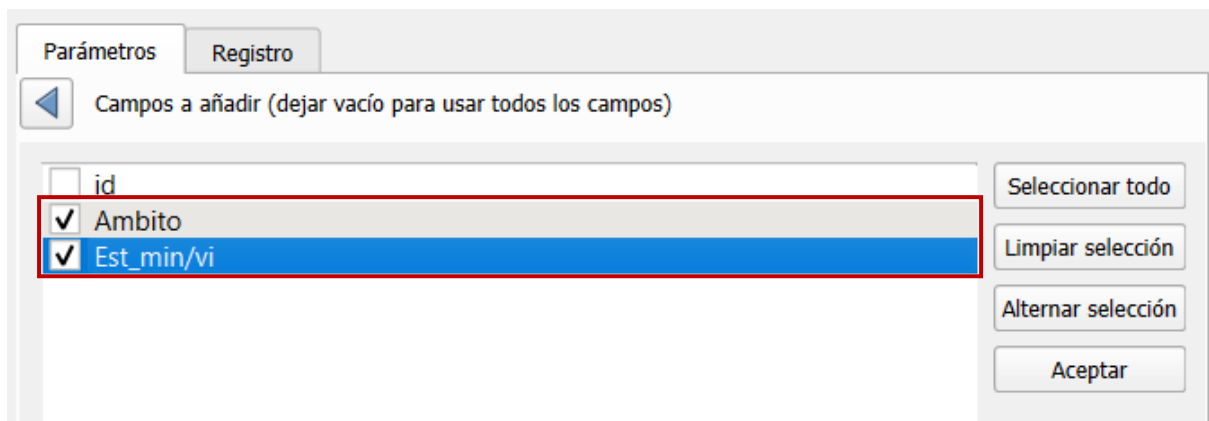 Parámetros Registro
Campos a añadir (dejar vacío para usar todos los campos)
id
Ambito
Est_min/vi
Seleccionar todo
Limpiar selección
Alternar selección
Aceptar